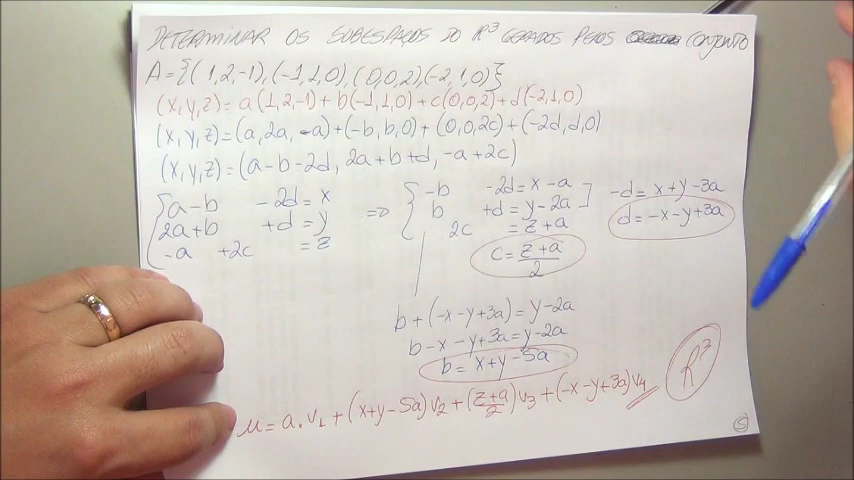 DETERMINAR OS SUBESPAÇOS DO R³ GERADOS PELOS CONJUNTO
A = {(1,2,-1),(-1,1,0),(0,0,2),(-2,1,0)}
(x,y,z) = a(1,2,-1) + b(-1,1,0) + c(0,0,2) + d(-2,1,0)
(x,y,z) = (a, 2a, -a) + (-b, b, 0) + (0,0,2c) + (-2d, d, 0)
(x,y,z) = (a-b-2d, 2a+b+d, -a+2c)
a-b -2d = x => -b -2d = x-a -d = x+y-3a
2a+b +d = y b +d = y-2a d = -x-y+3a
-a +2c = z 2c = z+a
c = z+a/2
b + (-x-y+3a) = y-2a
b-x-y+3a = y-2a
b = x+y-5a
u = a.v₁ + (x+y-5a)v₂ + (z+a/2)v₃ + (-x-y+3a)v₄ R³
5